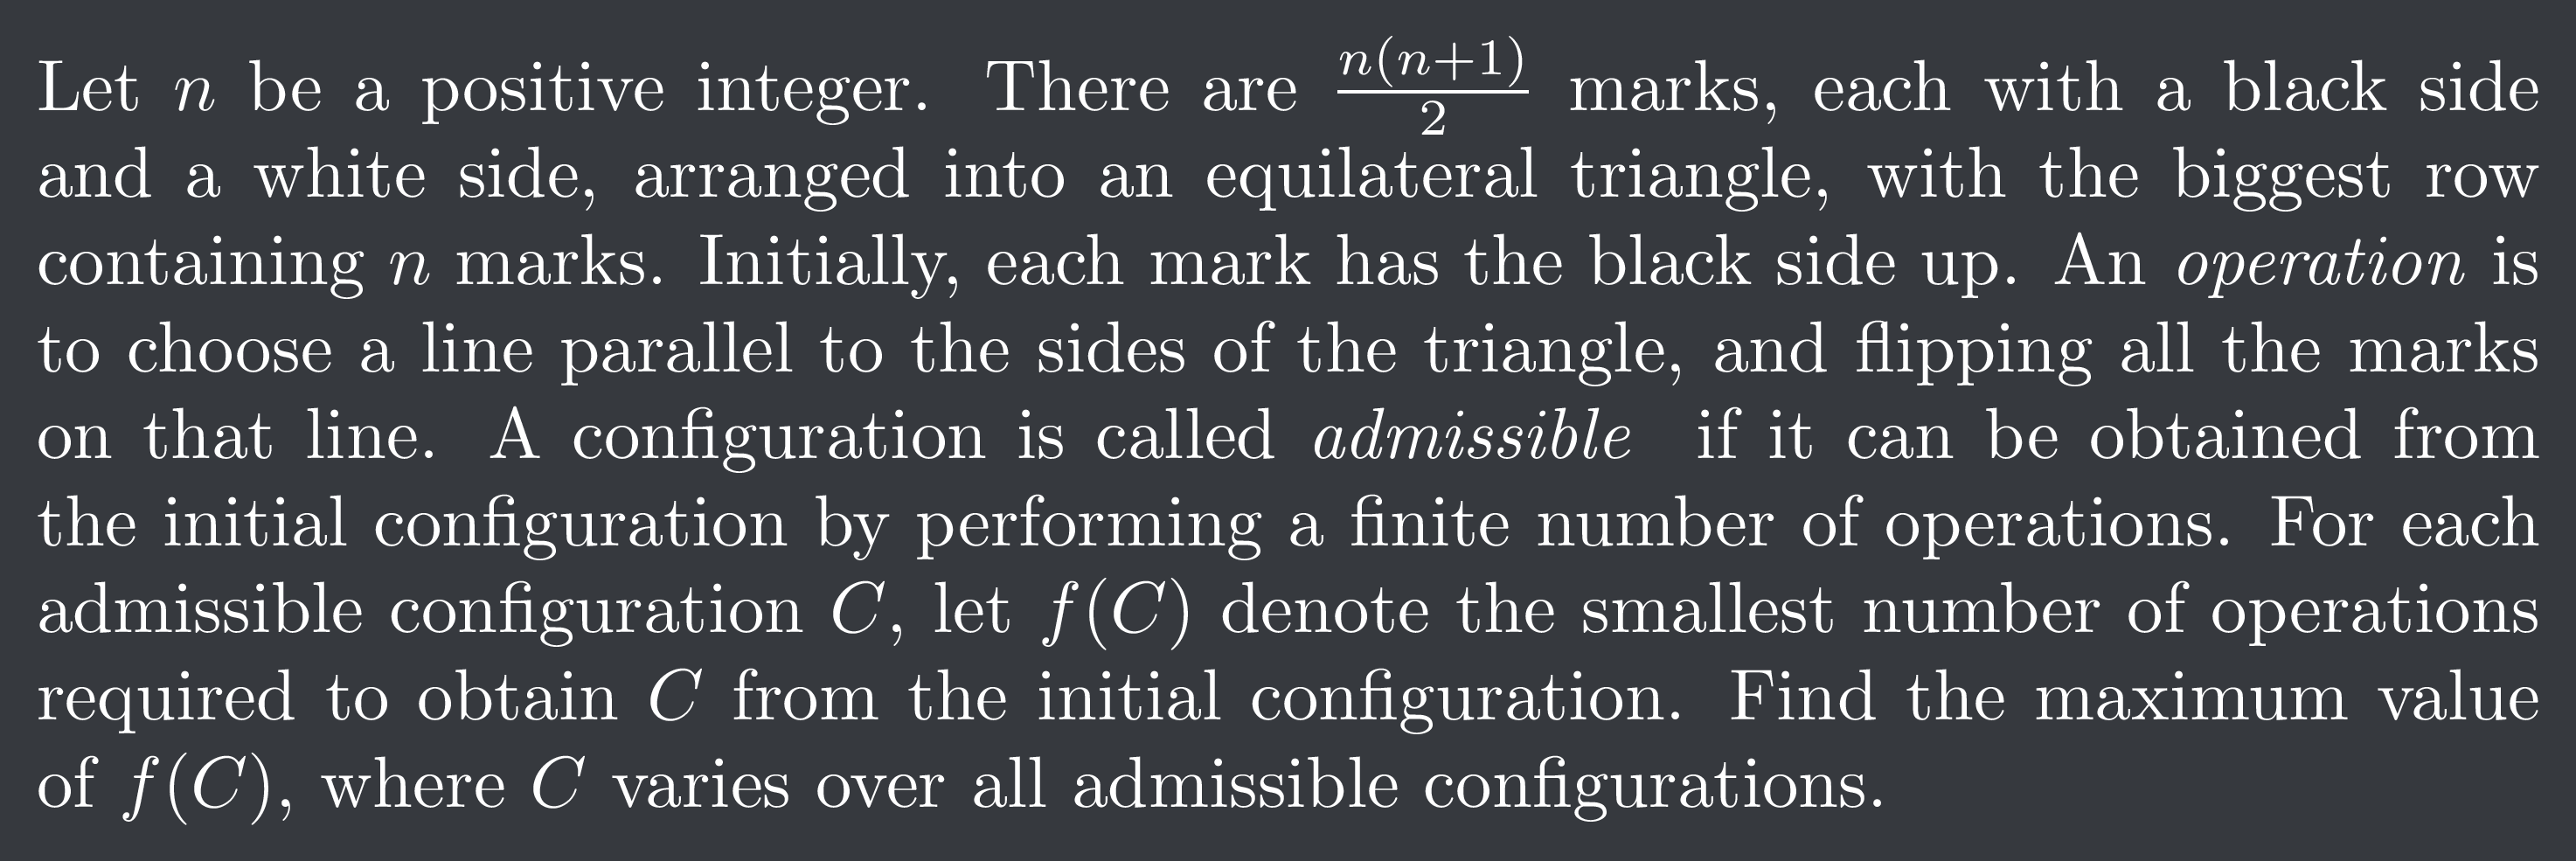 Let n be a positive integer. There are \frac{n(n+1)}{2} marks, each with a black side
and a white side, arranged into an equilateral triangle, with the biggest row
containing n marks. Initially, each mark has the black side up. An operation is
to choose a line parallel to the sides of the triangle, and flipping all the marks
on that line. A configuration is called admissible if it can be obtained from
the initial configuration by performing a finite number of operations. For each
admissible configuration C, let f(C) denote the smallest number of operations
required to obtain C from the initial configuration. Find the maximum value
of f(C), where C varies over all admissible configurations.